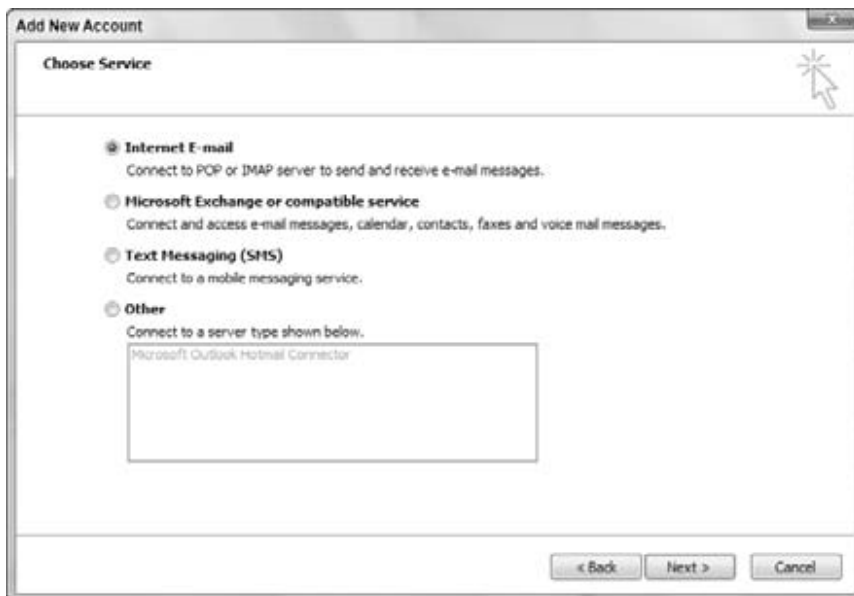 Add New Account
Choose Service
Internet E-mail
Connect to POP or IMAP server to send and receive e-mail messages.
Microsoft Exchange or compatible service
Connect and access e-mail messages, calendar, contacts, faxes and voice mail messages.
Text Messaging (SMS)
Connect to a mobile messaging service.
Other
Connect to a server type shown below.
Microsoft Outlook Hotmail Connector
< Back Next > Cancel